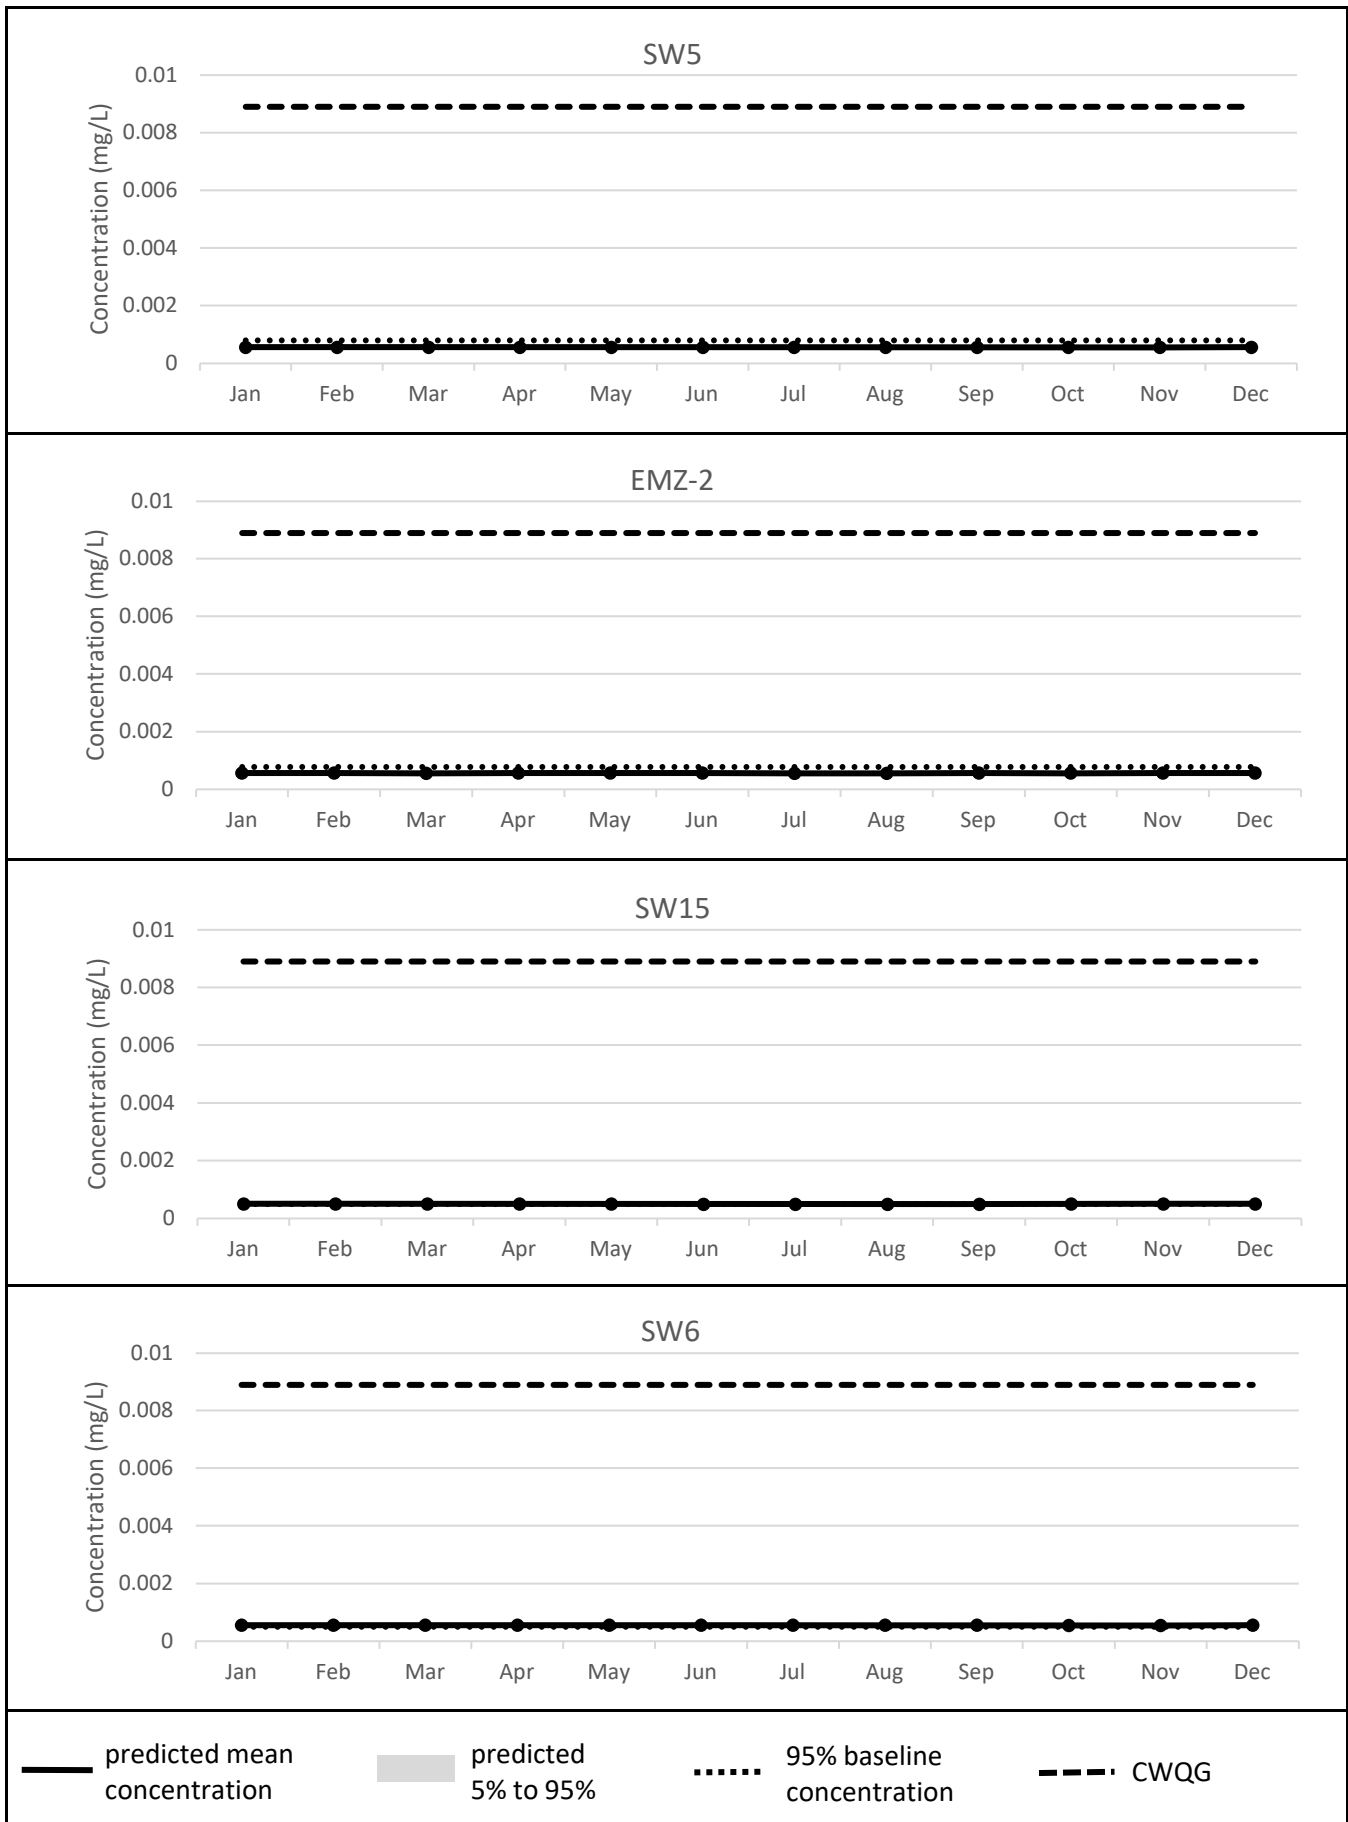 SW5
Concentration (mg/L)
0.01
0.008
0.006
0.004
0.002
0
Jan Feb Mar Apr May Jun Jul Aug Sep Oct Nov Dec
EMZ-2
Concentration (mg/L)
0.01
0.008
0.006
0.004
0.002
0
Jan Feb Mar Apr May Jun Jul Aug Sep Oct Nov Dec
SW15
Concentration (mg/L)
0.01
0.008
0.006
0.004
0.002
0
Jan Feb Mar Apr May Jun Jul Aug Sep Oct Nov Dec
SW6
Concentration (mg/L)
0.01
0.008
0.006
0.004
0.002
0
Jan Feb Mar Apr May Jun Jul Aug Sep Oct Nov Dec
predicted mean
concentration
predicted
5% to 95%
95% baseline
concentration
CWQG